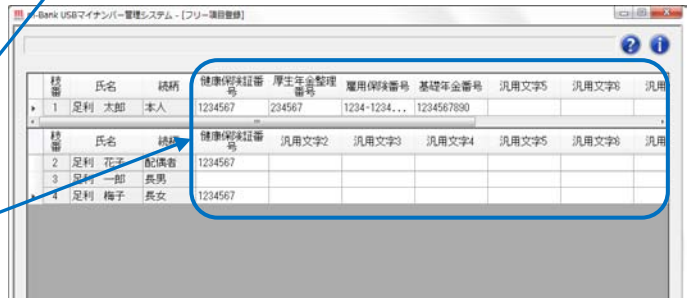 m-Bank USBマイナンバー管理システム - [フリー項目登録]
枝番 氏名 続柄 健康保険証番号 厚生年金整理番号 雇用保険番号 基礎年金番号 汎用文字5 汎用文字6 汎用
1 足利 太郎 本人 1234567 234567 1234-1234... 1234567890
枝番 氏名 続柄 健康保険証番号 汎用文字2 汎用文字3 汎用文字4 汎用文字5 汎用文字6 汎用
2 足利 花子 配偶者 1234567
3 足利 一郎 長男
4 足利 梅子 長女 1234567